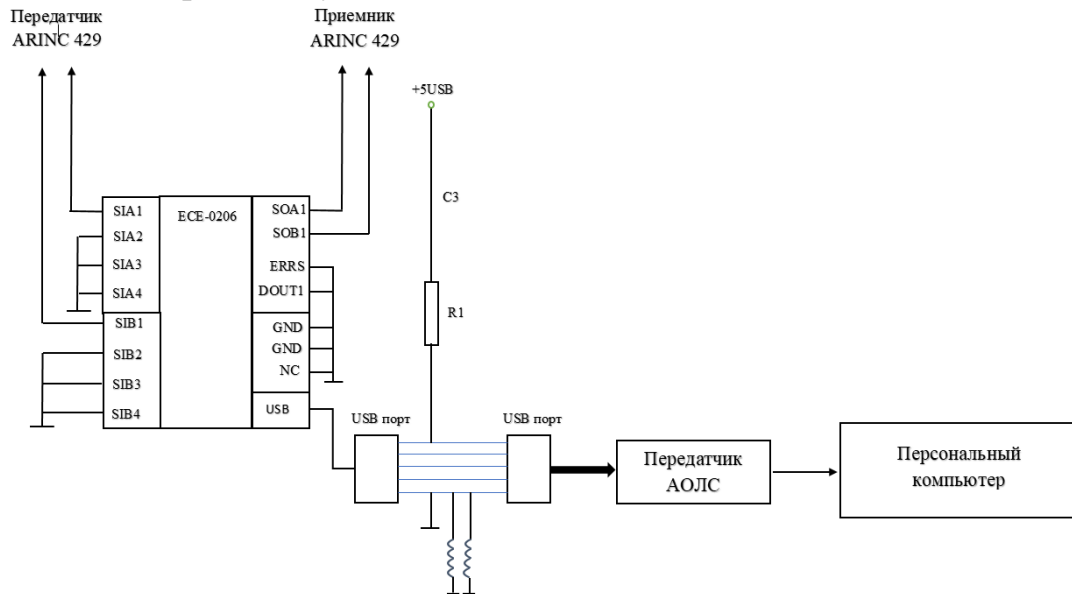 Передатчик
ARINC 429
Приемник
ARINC 429
+5USB
C3
R1
ECE-0206
SIA1
SIA2
SIA3
SIA4
SIB1
SIB2
SIB3
SIB4
SOA1
SOB1
ERRS
DOUT1
GND
GND
NC
USB
USB порт
USB порт
Передатчик
АОЛС
Персональный
компьютер